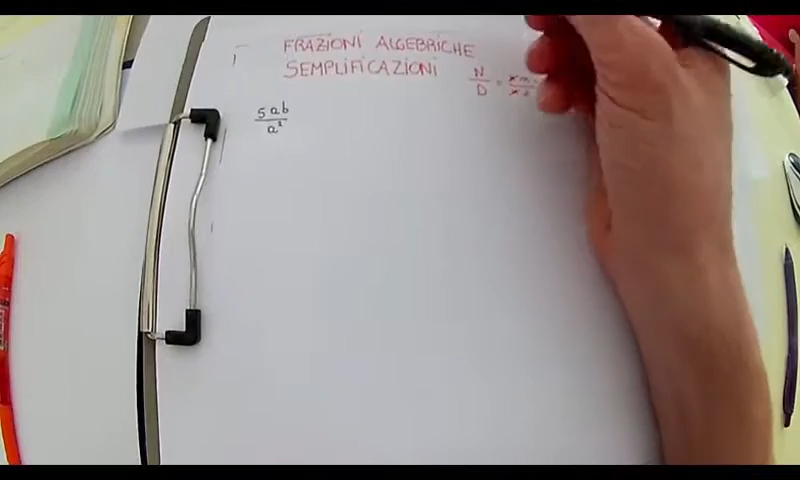 FRAZIONI ALGEBRICHE
SEMPLIFICAZIONI
N/D =
5ab/a²